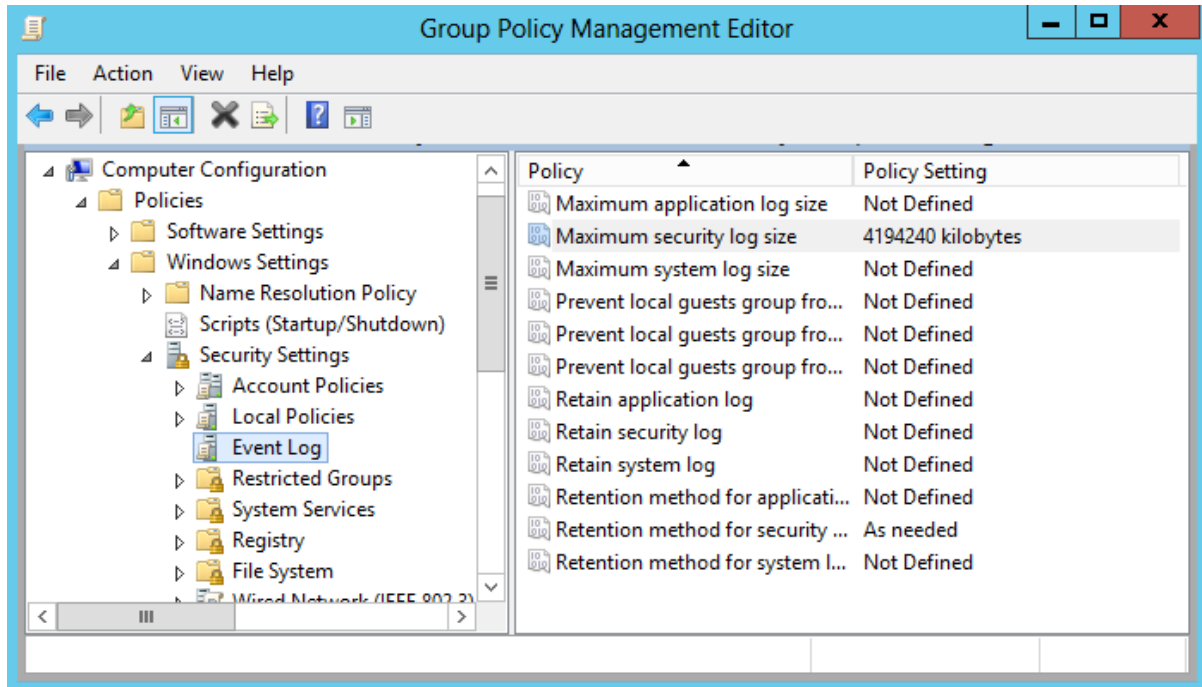 Group Policy Management Editor
File Action View Help
Computer Configuration
Policies
Software Settings
Windows Settings
Name Resolution Policy
Scripts (Startup/Shutdown)
Security Settings
Account Policies
Local Policies
Event Log
Restricted Groups
System Services
Registry
File System
Wired Network (IEEE 802.3)
Policy Policy Setting
Maximum application log size Not Defined
Maximum security log size 4194240 kilobytes
Maximum system log size Not Defined
Prevent local guests group fro... Not Defined
Prevent local guests group fro... Not Defined
Prevent local guests group fro... Not Defined
Retain application log Not Defined
Retain security log Not Defined
Retain system log Not Defined
Retention method for applicati... Not Defined
Retention method for security ... As needed
Retention method for system l... Not Defined